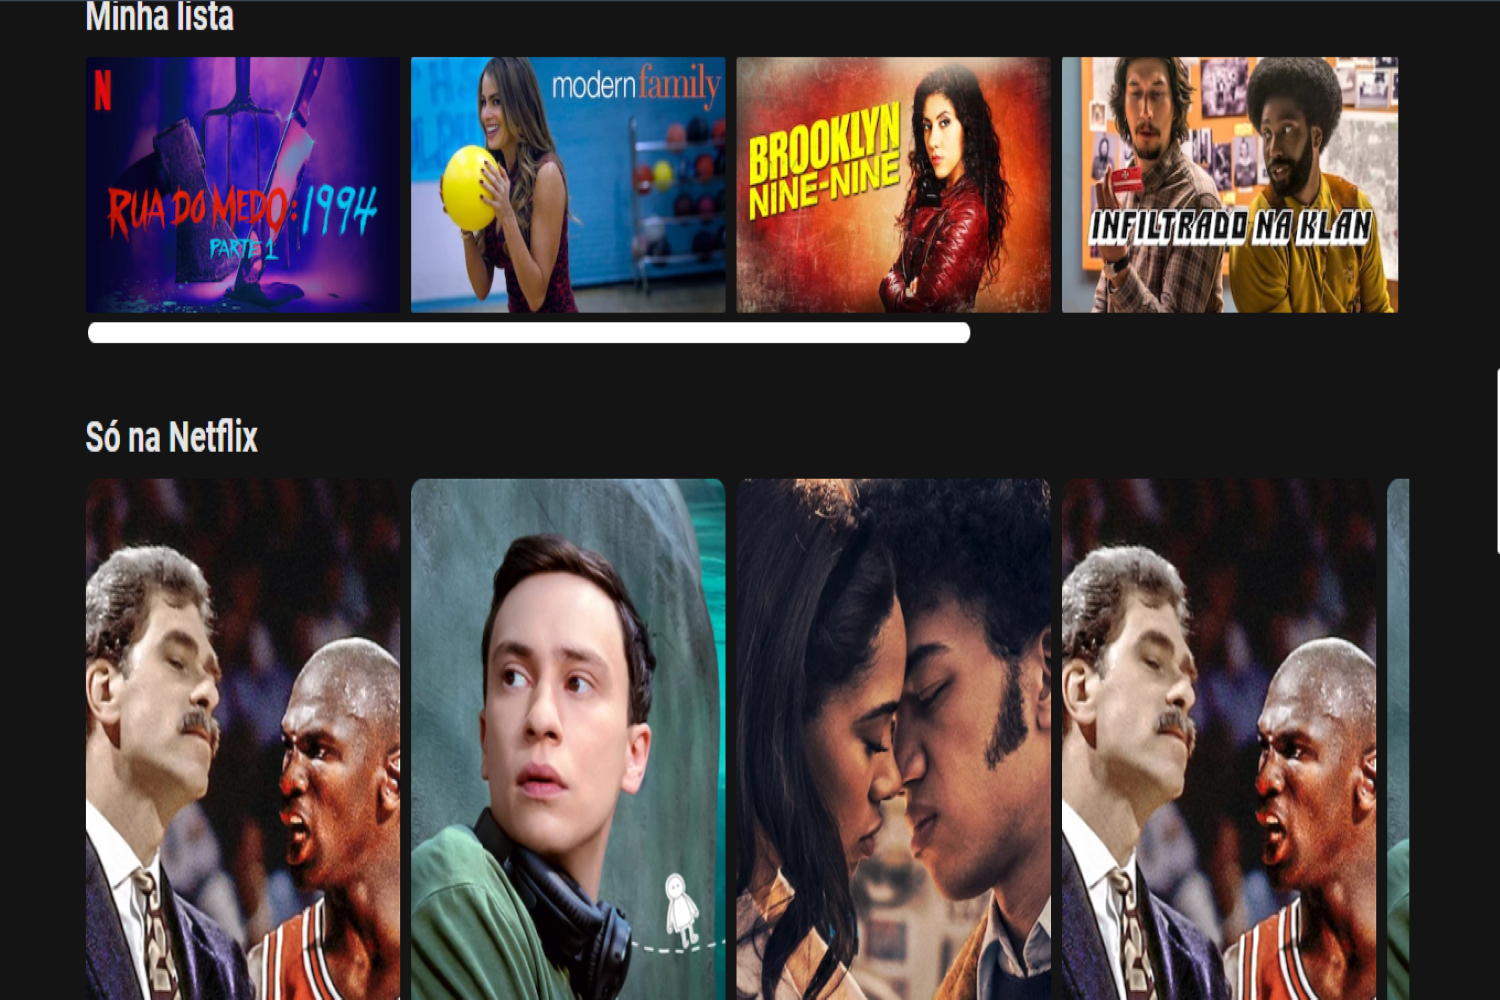 Minha lista
N
RUA DO MEDO: 1994
PARTE 1
modern family
BROOKLYN
NINE-NINE
INFILTRADO NA KLAN
Só na Netflix